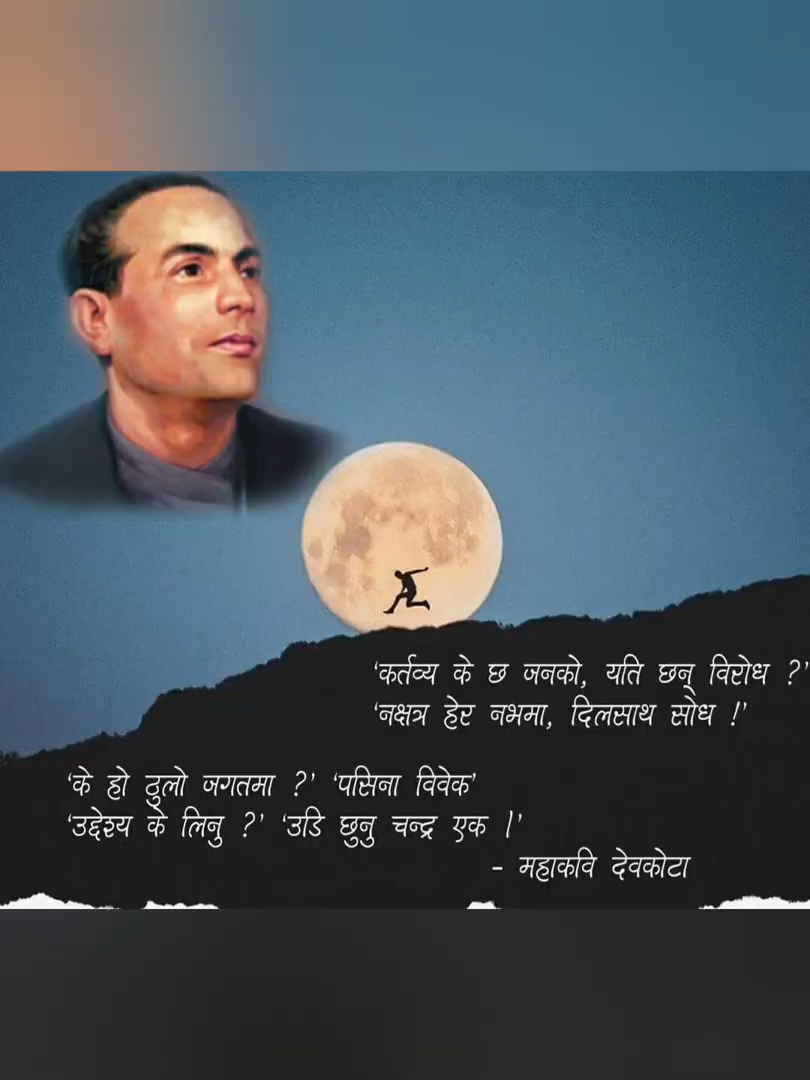 ‘कर्तव्य के छ जनको, यति छन् विरोध ?’
‘नक्षत्र हेर नभमा, दिलसाथ सोध !’
‘के हो ठुलो जगतमा ?’ ‘पसिना विवेक’
‘उद्देश्य के लिनु ?’ ‘उडि छुनु चन्द्र एक ।’
- महाकवि देवकोटा